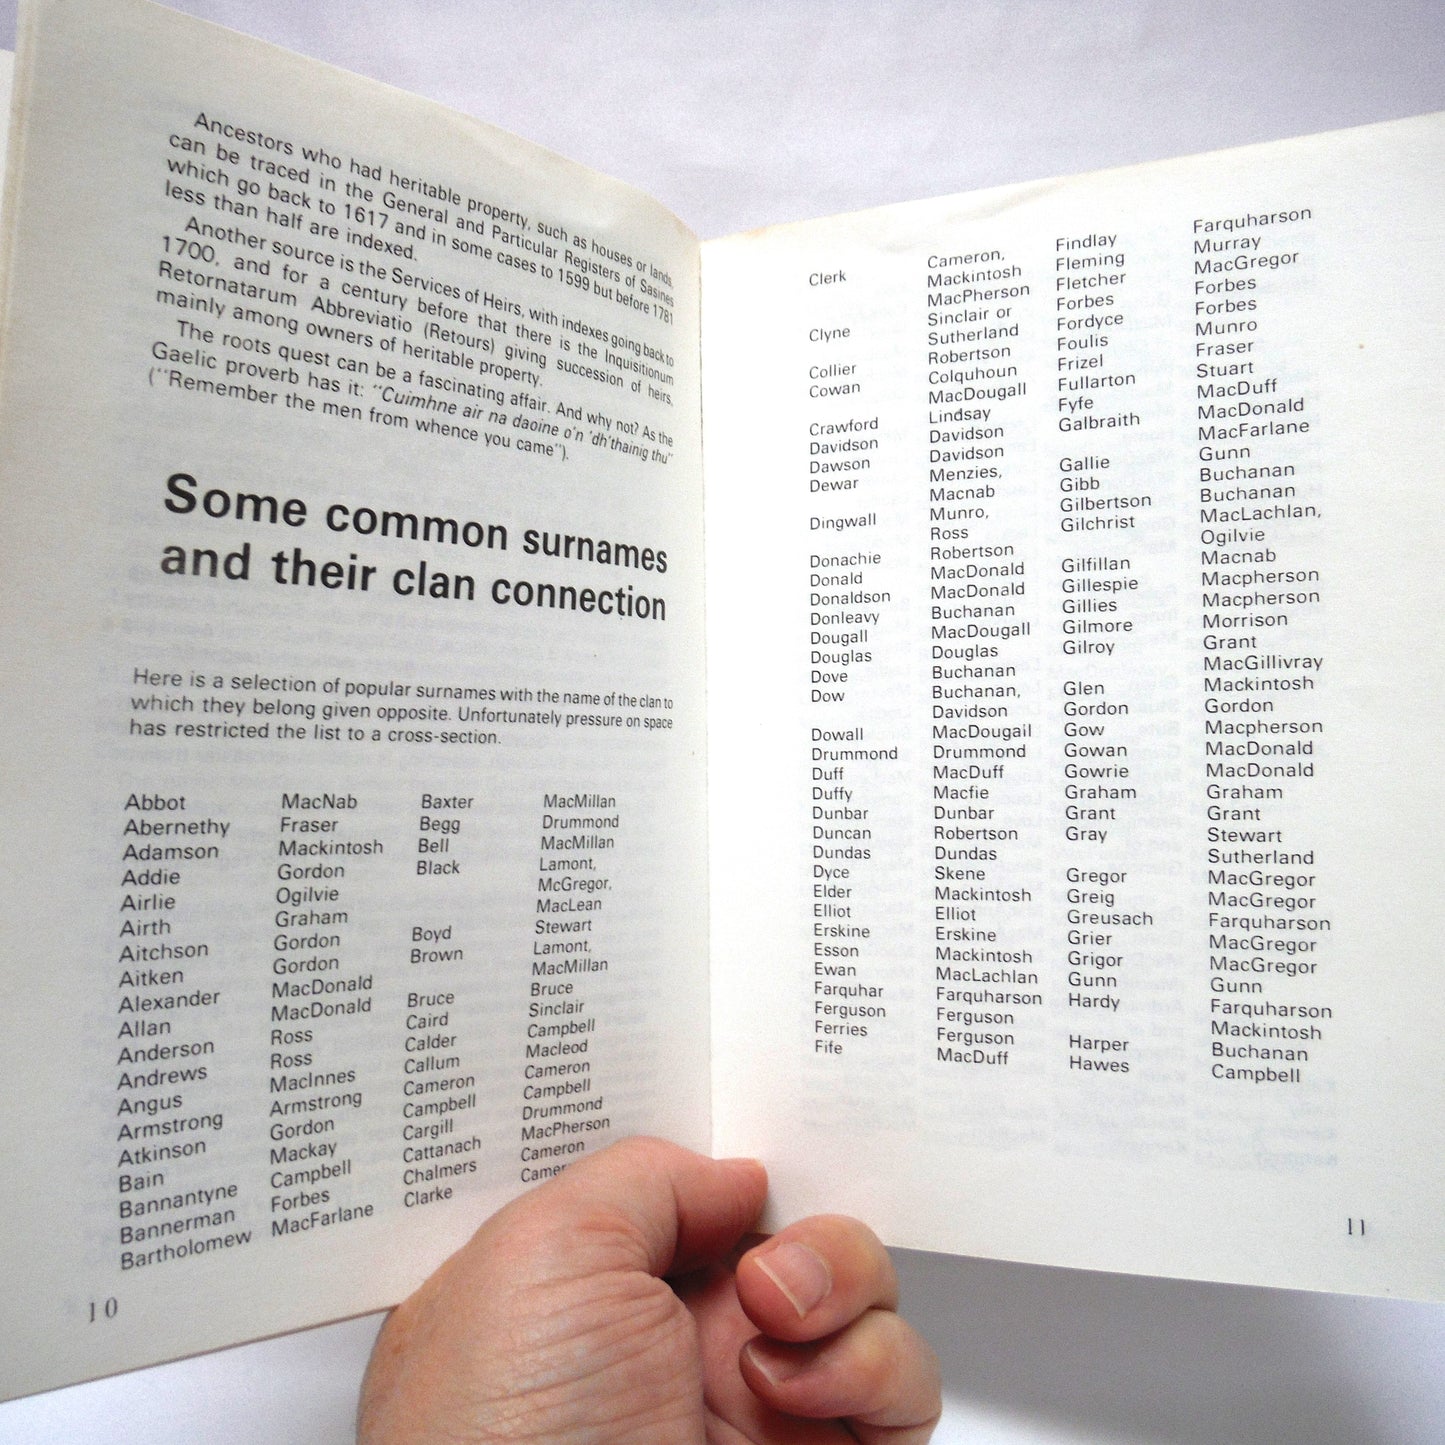 Ancestors who had heritable property, such as houses or lands,
can be traced in the General and Particular Registers of Sasines
which go back to 1617 and in some cases to 1599 but before 1781
less than half are indexed.
Another source is the Services of Heirs, with indexes going back to
1700, and for a century before that there is the Inquisitionum
Retornatarum Abbreviatio (Retours) giving succession of heirs,
mainly among owners of heritable property.
The roots quest can be a fascinating affair. And why not? As the
Gaelic proverb has it: "Cuimhne air na daoine o'n 'dh'thainig thu"
("Remember the men from whence you came").
Some common surnames
and their clan connection
Here is a selection of popular surnames with the name of the clan to
which they belong given opposite. Unfortunately pressure on space
has restricted the list to a cross-section.
Abbot MacNab
Abernethy Fraser
Adamson Mackintosh
Addie Gordon
Airlie Ogilvie
Airth Graham
Aitchson Gordon
Aitken Gordon
Alexander MacDonald
Allan MacDonald
Anderson Ross
Andrews Ross
Angus MacInnes
Armstrong Armstrong
Atkinson Gordon
Bain Mackay
Bannantyne Campbell
Bannerman Forbes
Bartholomew MacFarlane
Baxter MacMillan
Begg Drummond
Bell MacMillan
Black Lamont,
McGregor,
MacLean
Boyd Stewart
Brown Lamont,
MacMillan
Bruce Bruce
Caird Sinclair
Calder Campbell
Callum Macleod
Cameron Cameron
Campbell Campbell
Cargill Drummond
Cattanach MacPherson
Chalmers Cameron
Clarke
10
Clerk Cameron,
Mackintosh
MacPherson
Clyne Sinclair or
Sutherland
Collier Robertson
Cowan Colquhoun
MacDougall
Crawford Lindsay
Davidson Davidson
Dawson Davidson
Dewar Menzies,
Macnab
Dingwall Munro,
Ross
Donachie Robertson
Donald MacDonald
Donaldson MacDonald
Donleavy Buchanan
Dougall MacDougall
Douglas Douglas
Dove Buchanan
Dow Buchanan,
Davidson
Dowall MacDougail
Drummond Drummond
Duff MacDuff
Duffy Macfie
Dunbar Dunbar
Duncan Robertson
Dundas Dundas
Dyce Skene
Elder Mackintosh
Elliot Elliot
Erskine Erskine
Esson Mackintosh
Ewan MacLachlan
Farquhar Farquharson
Ferguson Ferguson
Ferries Ferguson
Fife MacDuff
Findlay Farquharson
Fleming Murray
Fletcher MacGregor
Forbes Forbes
Fordyce Forbes
Foulis Munro
Frizel Fraser
Fullarton Stuart
Fyfe MacDuff
Galbraith MacDonald
MacFarlane
Gallie Gunn
Gibb Buchanan
Gilbertson Buchanan
Gilchrist MacLachlan,
Ogilvie
Gilfillan Macnab
Gillespie Macpherson
Gillies Macpherson
Gilmore Morrison
Gilroy Grant
MacGillivray
Glen Mackintosh
Gordon Gordon
Gow Macpherson
Gowan MacDonald
Gowrie MacDonald
Graham Graham
Grant Grant
Gray Stewart
Sutherland
Gregor MacGregor
Greig MacGregor
Greusach Farquharson
Grier MacGregor
Grigor MacGregor
Gunn Gunn
Hardy Farquharson
Mackintosh
Harper Buchanan
Hawes Campbell
11